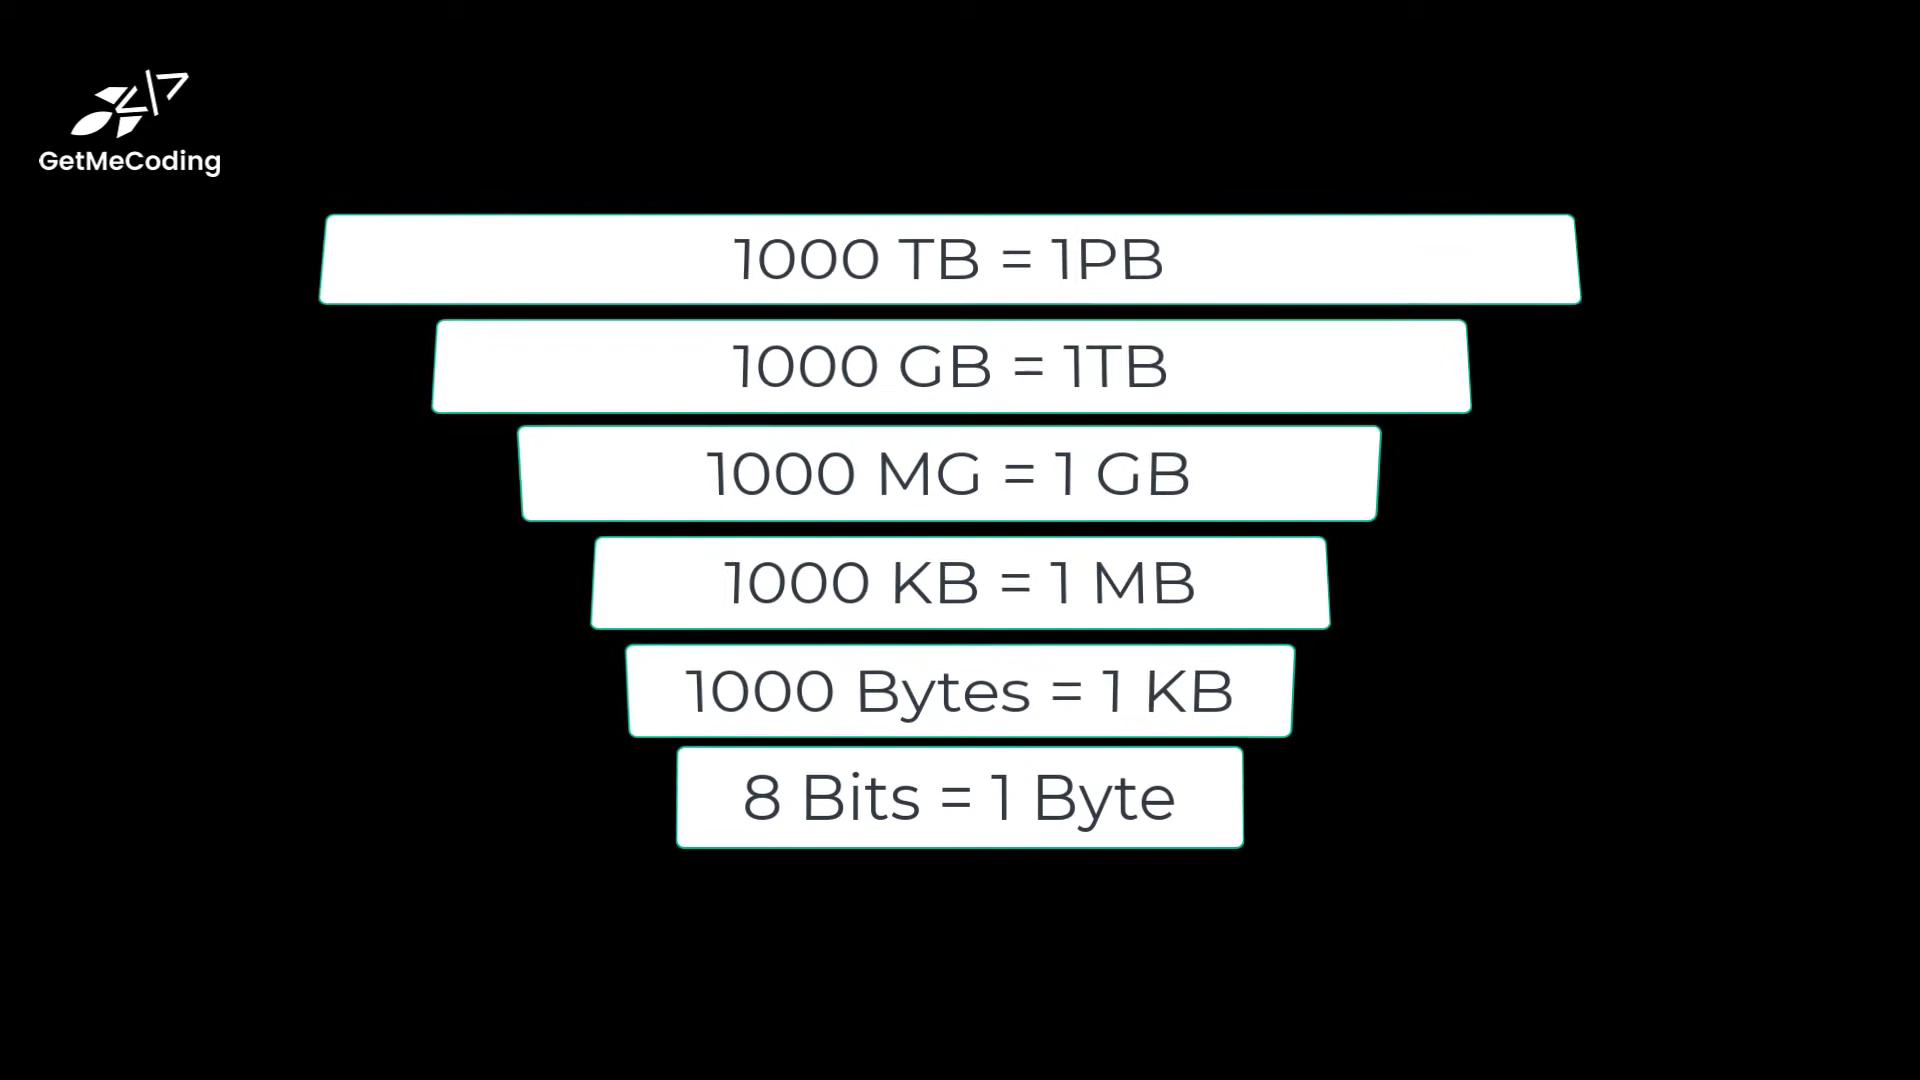 GetMeCoding
1000 TB = 1PB
1000 GB = 1TB
1000 MG = 1 GB
1000 KB = 1 MB
1000 Bytes = 1 KB
8 Bits = 1 Byte